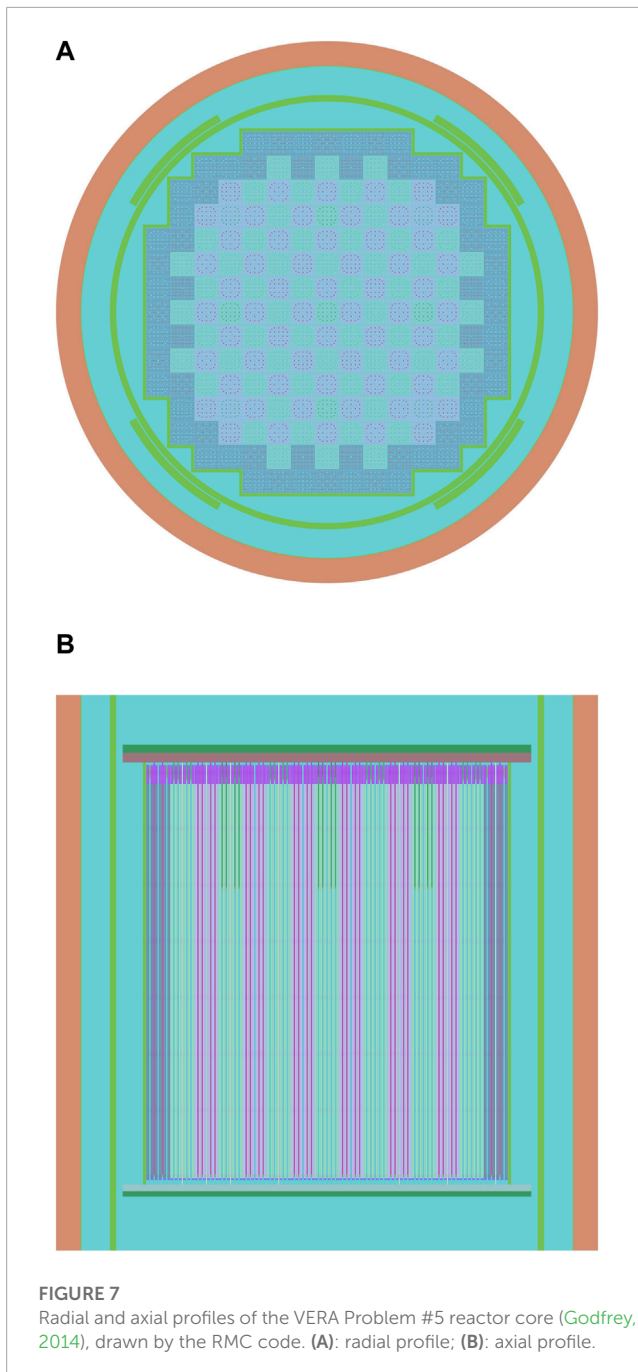 A
B
FIGURE 7
Radial and axial profiles of the VERA Problem #5 reactor core (Godfrey,
2014), drawn by the RMC code. (A): radial profile; (B): axial profile.